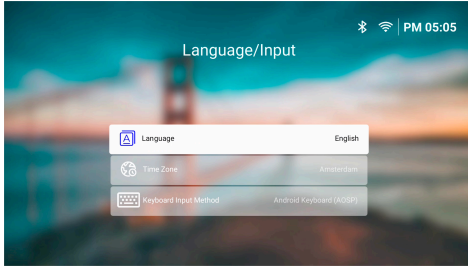 PM 05:05
Language/Input
Language English
Time Zone Amsterdam
Keyboard Input Method Android Keyboard (AOSP)